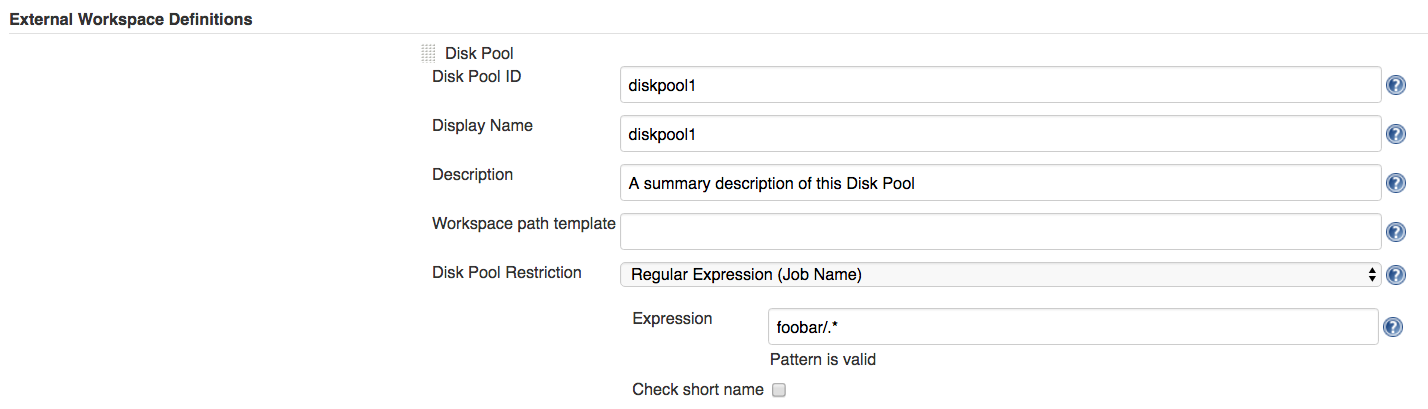 External Workspace Definitions
Disk Pool
Disk Pool ID
diskpool1
Display Name
diskpool1
Description
A summary description of this Disk Pool
Workspace path template
Disk Pool Restriction
Regular Expression (Job Name)
Expression
foobar/.*
Pattern is valid
Check short name